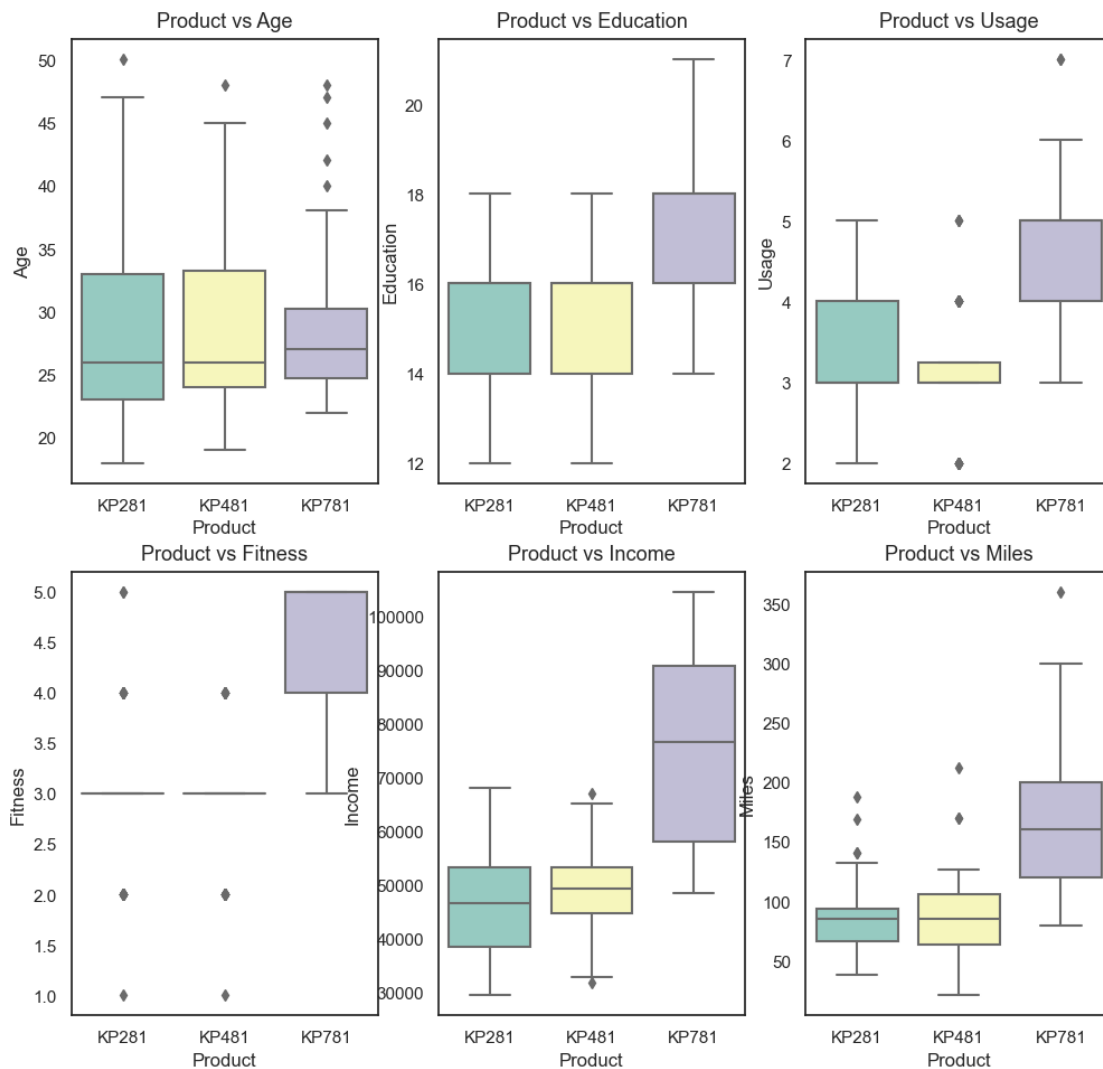 Product vs Age
50
45
40
35
30
25
20
Age
KP281 KP481 KP781
Product
Product vs Education
20
18
16
14
12
Education
KP281 KP481 KP781
Product
Product vs Usage
7
6
5
4
3
2
Usage
KP281 KP481 KP781
Product
Product vs Fitness
5.0
4.5
4.0
3.5
3.0
2.5
2.0
1.5
1.0
Fitness
KP281 KP481 KP781
Product
Product vs Income
100000
90000
80000
70000
60000
50000
40000
30000
Income
KP281 KP481 KP781
Product
Product vs Miles
350
300
250
200
150
100
50
Miles
KP281 KP481 KP781
Product